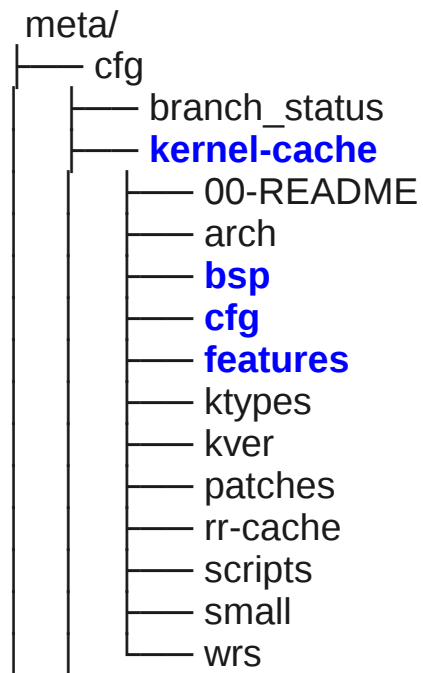 meta/
cfg
branch_status
kernel-cache
00-README
arch
bsp
cfg
features
ktypes
kver
patches
rr-cache
scripts
small
wrs